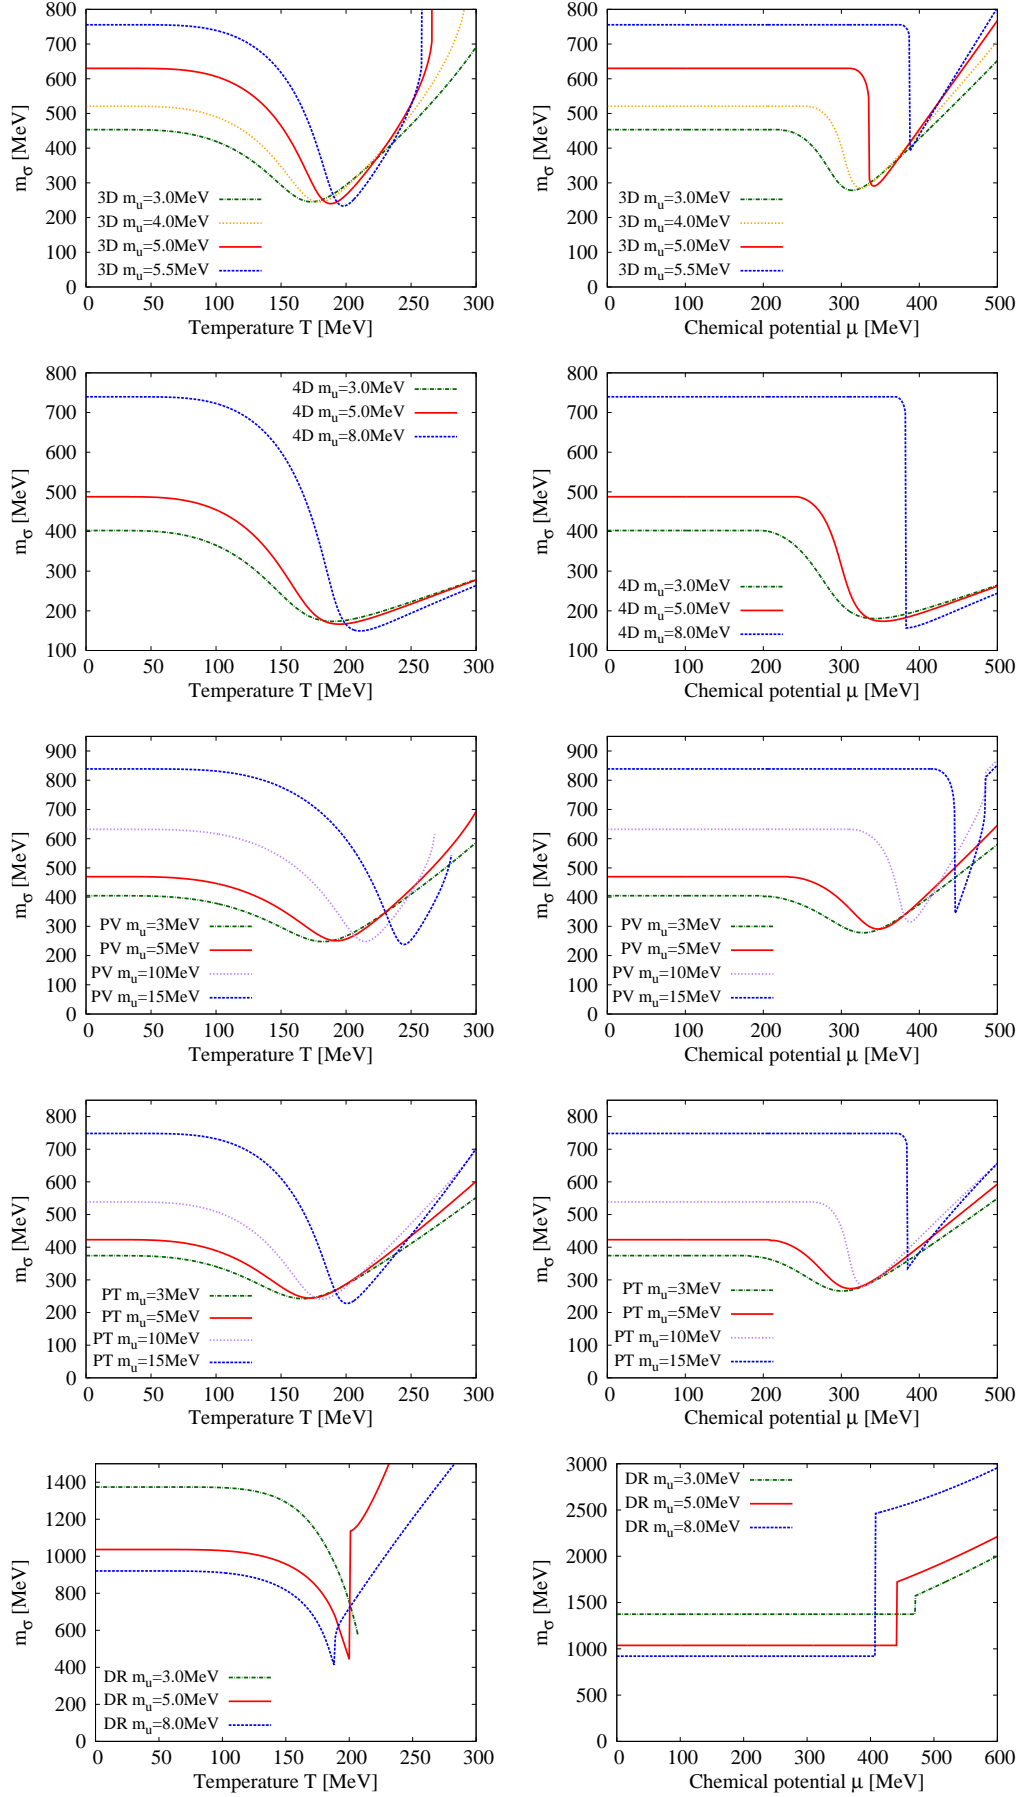 m_σ [MeV]
800
700
600
500
400
300
200
100
0
3D m_u=3.0MeV
3D m_u=4.0MeV
3D m_u=5.0MeV
3D m_u=5.5MeV
0 50 100 150 200 250 300
Temperature T [MeV]
m_σ [MeV]
800
700
600
500
400
300
200
100
0
3D m_u=3.0MeV
3D m_u=4.0MeV
3D m_u=5.0MeV
3D m_u=5.5MeV
0 100 200 300 400 500
Chemical potential μ [MeV]
m_σ [MeV]
800
700
600
500
400
300
200
100
4D m_u=3.0MeV
4D m_u=5.0MeV
4D m_u=8.0MeV
0 50 100 150 200 250 300
Temperature T [MeV]
m_σ [MeV]
800
700
600
500
400
300
200
100
4D m_u=3.0MeV
4D m_u=5.0MeV
4D m_u=8.0MeV
0 100 200 300 400 500
Chemical potential μ [MeV]
m_σ [MeV]
900
800
700
600
500
400
300
200
100
0
PV m_u=3MeV
PV m_u=5MeV
PV m_u=10MeV
PV m_u=15MeV
0 50 100 150 200 250 300
Temperature T [MeV]
m_σ [MeV]
900
800
700
600
500
400
300
200
100
0
PV m_u=3MeV
PV m_u=5MeV
PV m_u=10MeV
PV m_u=15MeV
0 100 200 300 400 500
Chemical potential μ [MeV]
m_σ [MeV]
800
700
600
500
400
300
200
100
0
PT m_u=3MeV
PT m_u=5MeV
PT m_u=10MeV
PT m_u=15MeV
0 50 100 150 200 250 300
Temperature T [MeV]
m_σ [MeV]
800
700
600
500
400
300
200
100
0
PT m_u=3MeV
PT m_u=5MeV
PT m_u=10MeV
PT m_u=15MeV
0 100 200 300 400 500
Chemical potential μ [MeV]
m_σ [MeV]
1400
1200
1000
800
600
400
200
0
DR m_u=3.0MeV
DR m_u=5.0MeV
DR m_u=8.0MeV
0 50 100 150 200 250 300
Temperature T [MeV]
m_σ [MeV]
3000
2500
2000
1500
1000
500
0
DR m_u=3.0MeV
DR m_u=5.0MeV
DR m_u=8.0MeV
0 100 200 300 400 500 600
Chemical potential μ [MeV]